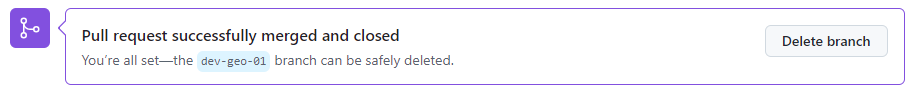 Pull request successfully merged and closed
You’re all set—the dev-geo-01 branch can be safely deleted.
Delete branch